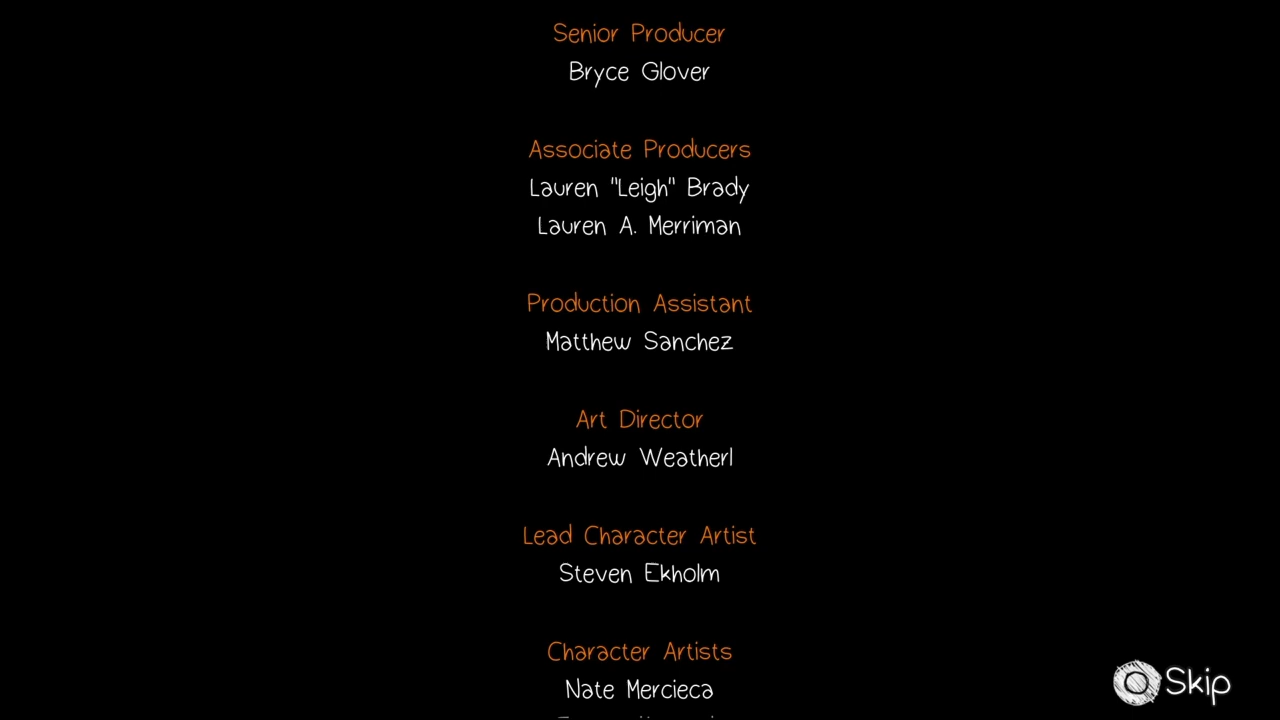 Senior Producer
Bryce Glover
Associate Producers
Lauren "Leigh" Brady
Lauren A. Merriman
Production Assistant
Matthew Sanchez
Art Director
Andrew Weatherl
Lead Character Artist
Steven Ekholm
Character Artists
Nate Mercieca
Skip